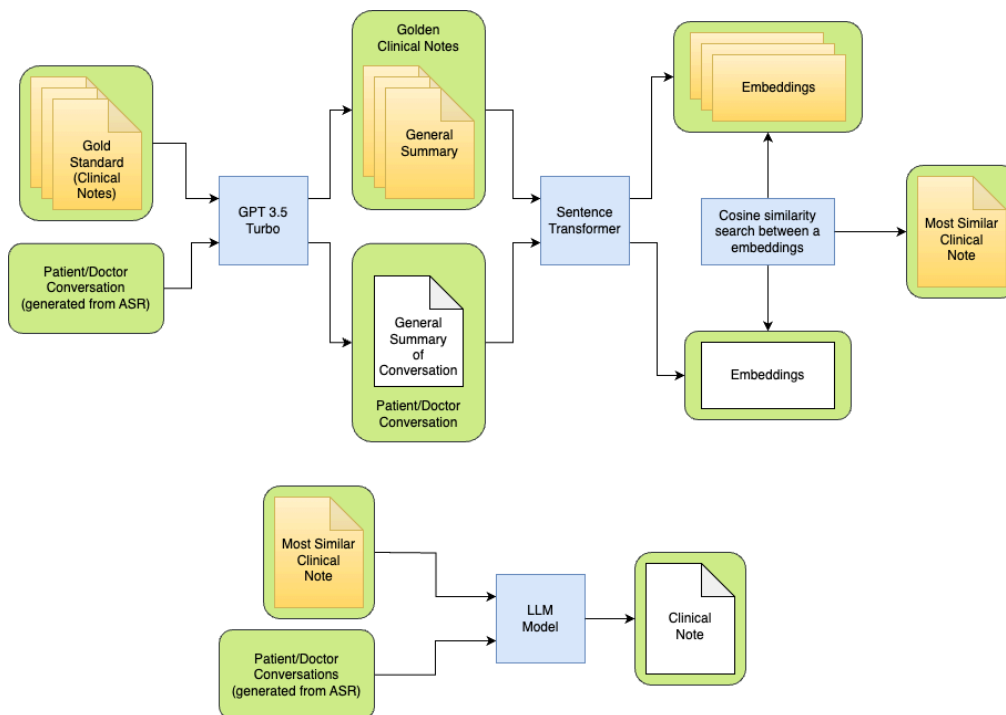 Golden
Clinical Notes
Gold
Standard
(Clinical
Notes)
General
Summary
Embeddings
GPT 3.5
Turbo
Sentence
Transformer
Cosine similarity
search between a
embeddings
Most Similar
Clinical
Note
Patient/Doctor
Conversation
(generated from ASR)
General
Summary
of
Conversation
Patient/Doctor
Conversation
Embeddings
Most Similar
Clinical
Note
LLM
Model
Clinical
Note
Patient/Doctor
Conversations
(generated from ASR)